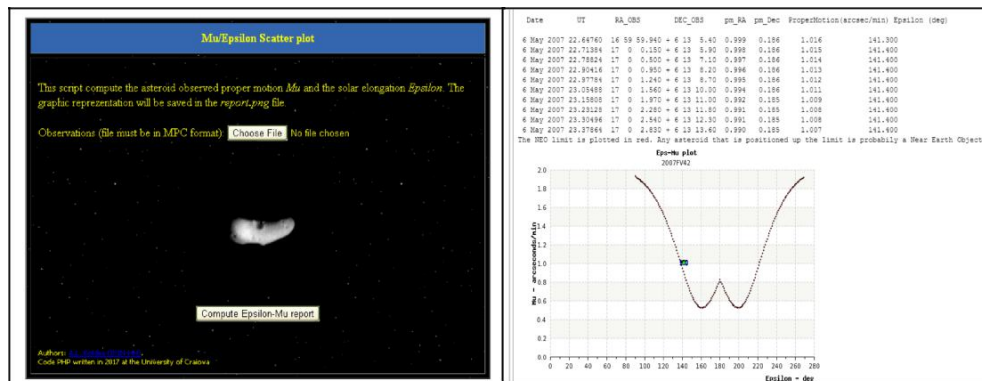 Mu/Epsilon Scatter plot
This script compute the asteroid observed proper motion Mu and the solar elongation Epsilon. The
graphic reprezentation will be saved in the report.png file.
Observations (file must be in MPC format): Choose File No file chosen
Compute Epsilon-Mu report
Authors:
Code PHP written in 2017 at the University of Craiova
Date UT RA_OBS DEC_OBS pm_RA pm_Dec ProperMotion(arcsec/min) Epsilon (deg)
6 May 2007 22.64760 16 59 59.940 + 6 13 5.40 0.999 0.186 1.016 141.300
6 May 2007 22.71384 17 0 0.150 + 6 13 5.90 0.998 0.186 1.015 141.400
6 May 2007 22.78824 17 0 0.500 + 6 13 7.10 0.997 0.186 1.014 141.400
6 May 2007 22.90416 17 0 0.950 + 6 13 8.20 0.996 0.186 1.013 141.400
6 May 2007 22.97784 17 0 1.240 + 6 13 8.70 0.995 0.186 1.012 141.400
6 May 2007 23.05488 17 0 1.560 + 6 13 10.00 0.994 0.186 1.011 141.400
6 May 2007 23.15808 17 0 1.970 + 6 13 11.00 0.992 0.185 1.009 141.400
6 May 2007 23.23128 17 0 2.280 + 6 13 11.80 0.991 0.185 1.008 141.400
6 May 2007 23.30496 17 0 2.540 + 6 13 12.30 0.991 0.185 1.008 141.400
6 May 2007 23.37864 17 0 2.830 + 6 13 13.60 0.990 0.185 1.007 141.400
The NEO limit is plotted in red. Any asteroid that is positioned up the limit is probabily a Near Earth Object
Eps-Mu plot
2007FV42
Mu - arcseconds/min
2.0
1.8
1.6
1.4
1.2
1.0
0.8
0.6
0.4
0.2
0.0
0 20 40 60 80 100 120 140 160 180 200 220 240 260 280
Epsilon - deg